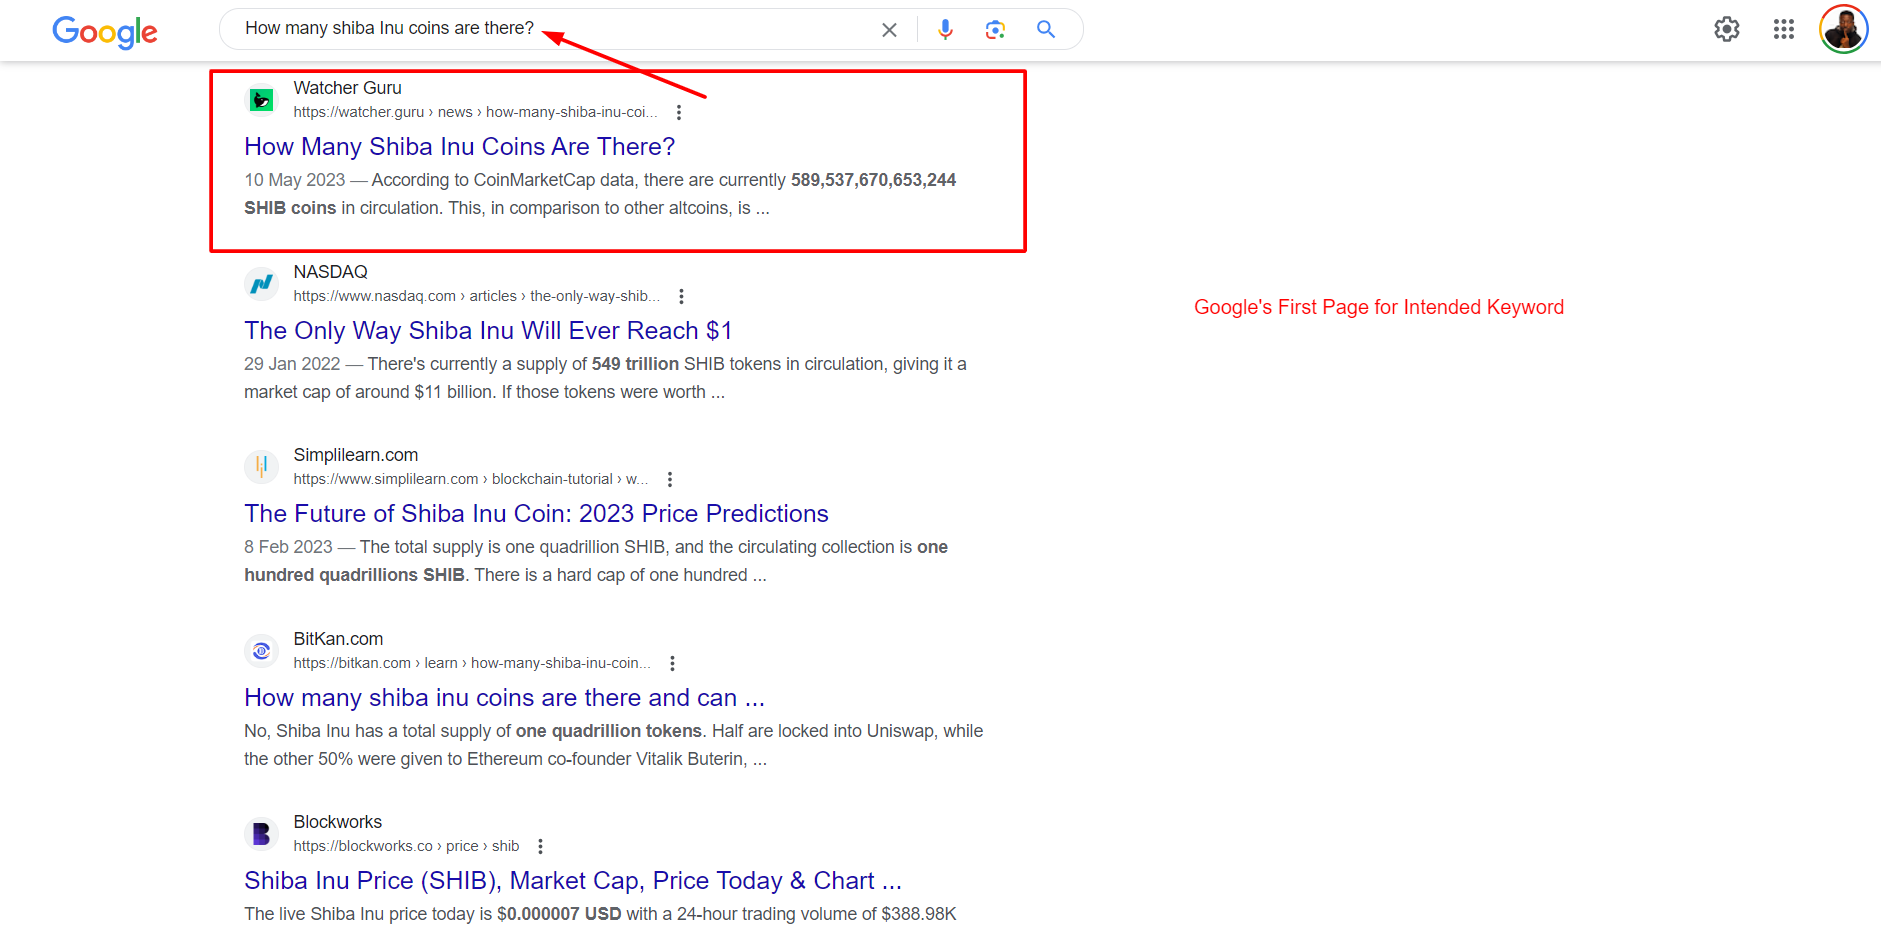 Google
How many shiba Inu coins are there?
Watcher Guru
https://watcher.guru › news › how-many-shiba-inu-coi...
How Many Shiba Inu Coins Are There?
10 May 2023 — According to CoinMarketCap data, there are currently 589,537,670,653,244
SHIB coins in circulation. This, in comparison to other altcoins, is ...
NASDAQ
https://www.nasdaq.com › articles › the-only-way-shib...
The Only Way Shiba Inu Will Ever Reach $1
Google's First Page for Intended Keyword
29 Jan 2022 — There's currently a supply of 549 trillion SHIB tokens in circulation, giving it a
market cap of around $11 billion. If those tokens were worth ...
Simplilearn.com
https://www.simplilearn.com › blockchain-tutorial › w...
The Future of Shiba Inu Coin: 2023 Price Predictions
8 Feb 2023 — The total supply is one quadrillion SHIB, and the circulating collection is one
hundred quadrillions SHIB. There is a hard cap of one hundred ...
BitKan.com
https://bitkan.com › learn › how-many-shiba-inu-coin...
How many shiba inu coins are there and can ...
No, Shiba Inu has a total supply of one quadrillion tokens. Half are locked into Uniswap, while
the other 50% were given to Ethereum co-founder Vitalik Buterin, ...
Blockworks
https://blockworks.co › price › shib
Shiba Inu Price (SHIB), Market Cap, Price Today & Chart ...
The live Shiba Inu price today is $0.000007 USD with a 24-hour trading volume of $388.98K